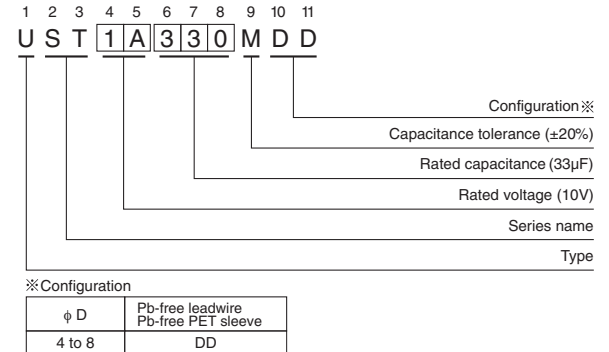 1 2 3 4 5 6 7 8 9 10 11
U S T 1 A 3 3 0 M D D
Configuration※
Capacitance tolerance (±20%)
Rated capacitance (33µF)
Rated voltage (10V)
Series name
Type
※Configuration
ϕ D Pb-free leadwire
Pb-free PET sleeve
4 to 8 DD